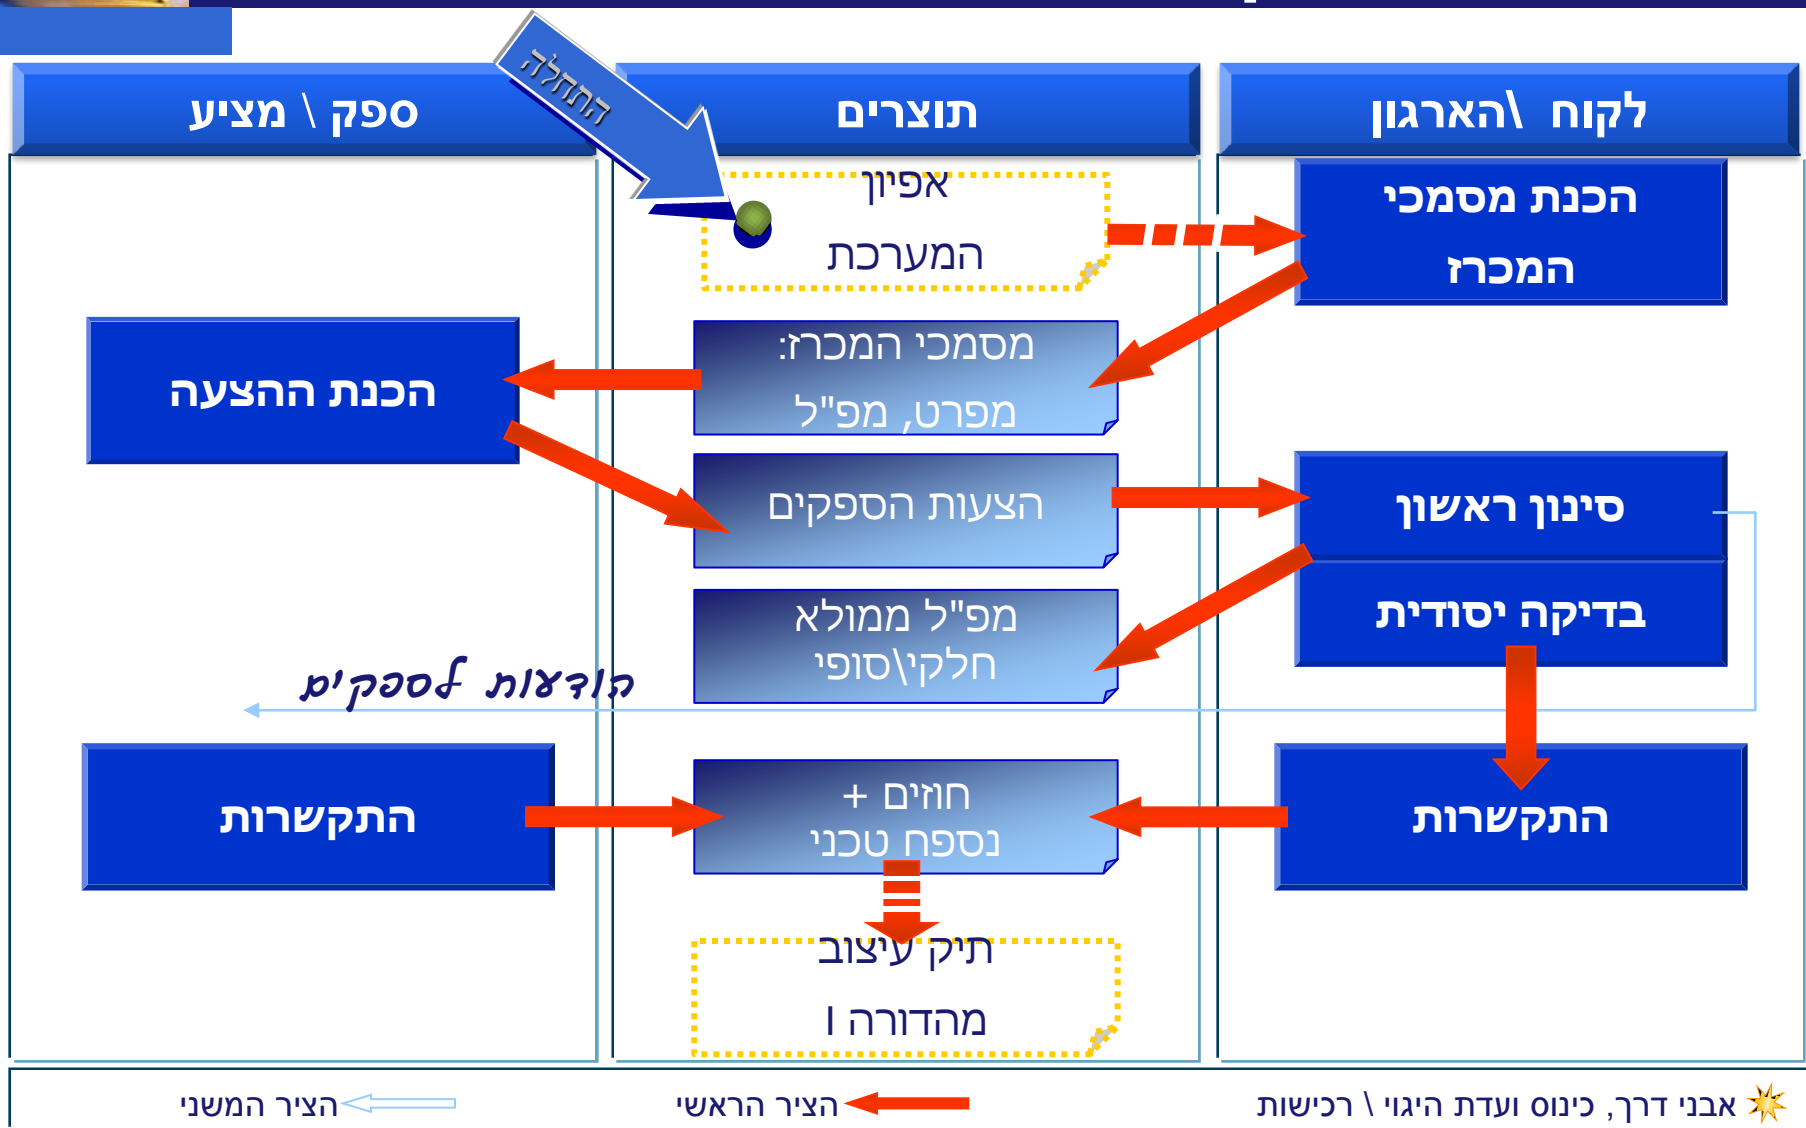 לקוח \הארגון
תוצרים
ספק \ מציע
התחלה
אפיון
המערכת
הכנת מסמכי
המכרז
מסמכי המכרז:
מפרט, מפ"ל
הכנת ההצעה
הצעות הספקים
סינון ראשון
בדיקה יסודית
מפ"ל ממולא
חלקי\סופי
הודעות לספקים
התקשרות
חוזים +
נספח טכני
התקשרות
תיק עיצוב
מהדורה I
אבני דרך, כינוס ועדת היגוי \ רכישות
הציר הראשי
הציר המשני